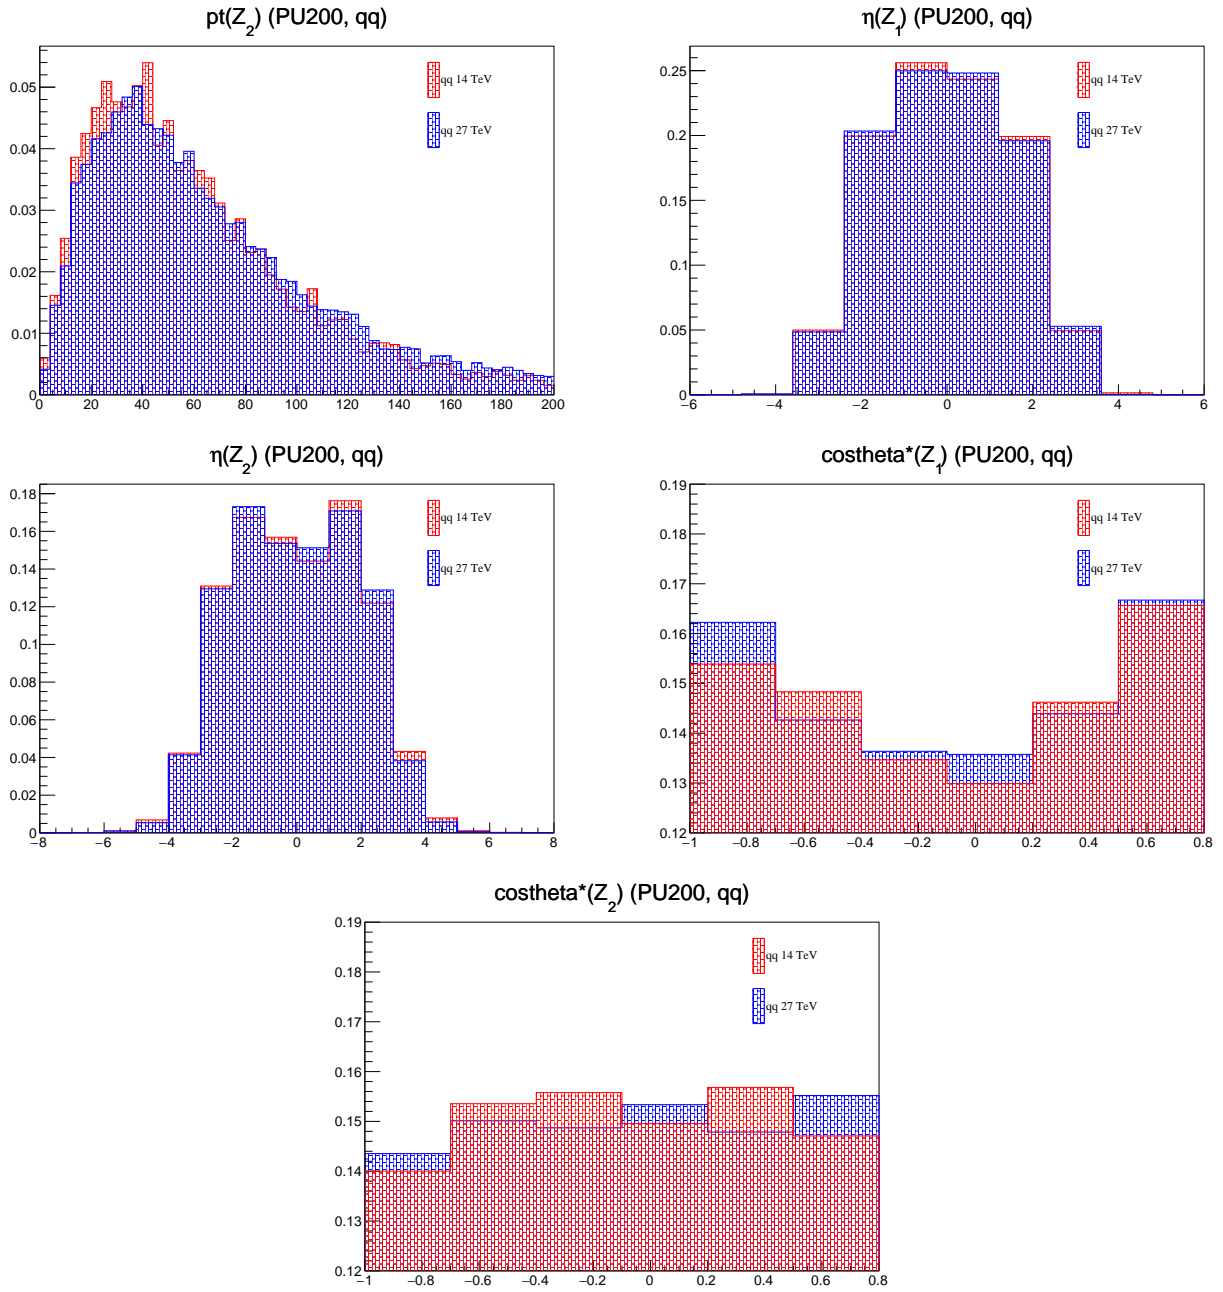 pt(Z2) (PU200, qq)
0.05
0.04
0.03
0.02
0.01
0
0 20 40 60 80 100 120 140 160 180 200
qq 14 TeV
qq 27 TeV
η(Z1) (PU200, qq)
0.25
0.2
0.15
0.1
0.05
0
−6 −4 −2 0 2 4 6
qq 14 TeV
qq 27 TeV
η(Z2) (PU200, qq)
0.18
0.16
0.14
0.12
0.1
0.08
0.06
0.04
0.02
0
−8 −6 −4 −2 0 2 4 6 8
qq 14 TeV
qq 27 TeV
costheta*(Z1) (PU200, qq)
0.19
0.18
0.17
0.16
0.15
0.14
0.13
0.12
−1 −0.8 −0.6 −0.4 −0.2 0 0.2 0.4 0.6 0.8
qq 14 TeV
qq 27 TeV
costheta*(Z2) (PU200, qq)
0.19
0.18
0.17
0.16
0.15
0.14
0.13
0.12
−1 −0.8 −0.6 −0.4 −0.2 0 0.2 0.4 0.6 0.8
qq 14 TeV
qq 27 TeV